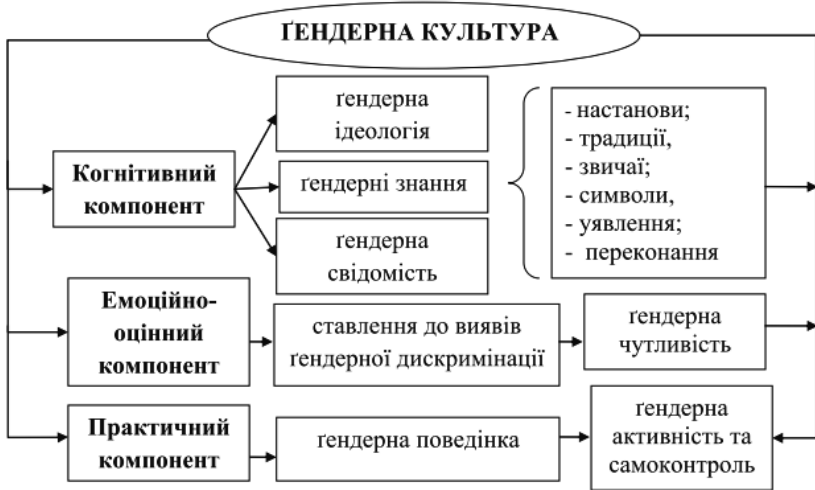 ҐЕНДЕРНА КУЛЬТУРА
Когнітивний
компонент
ґендерна
ідеологія
ґендерні знання
ґендерна
свідомість
- настанови;
- традиції,
- звичаї;
- символи,
- уявлення;
- переконання
Емоційно-
оцінний
компонент
ставлення до виявів
ґендерної дискримінації
ґендерна
чутливість
Практичний
компонент
ґендерна поведінка
ґендерна
активність та
самоконтроль